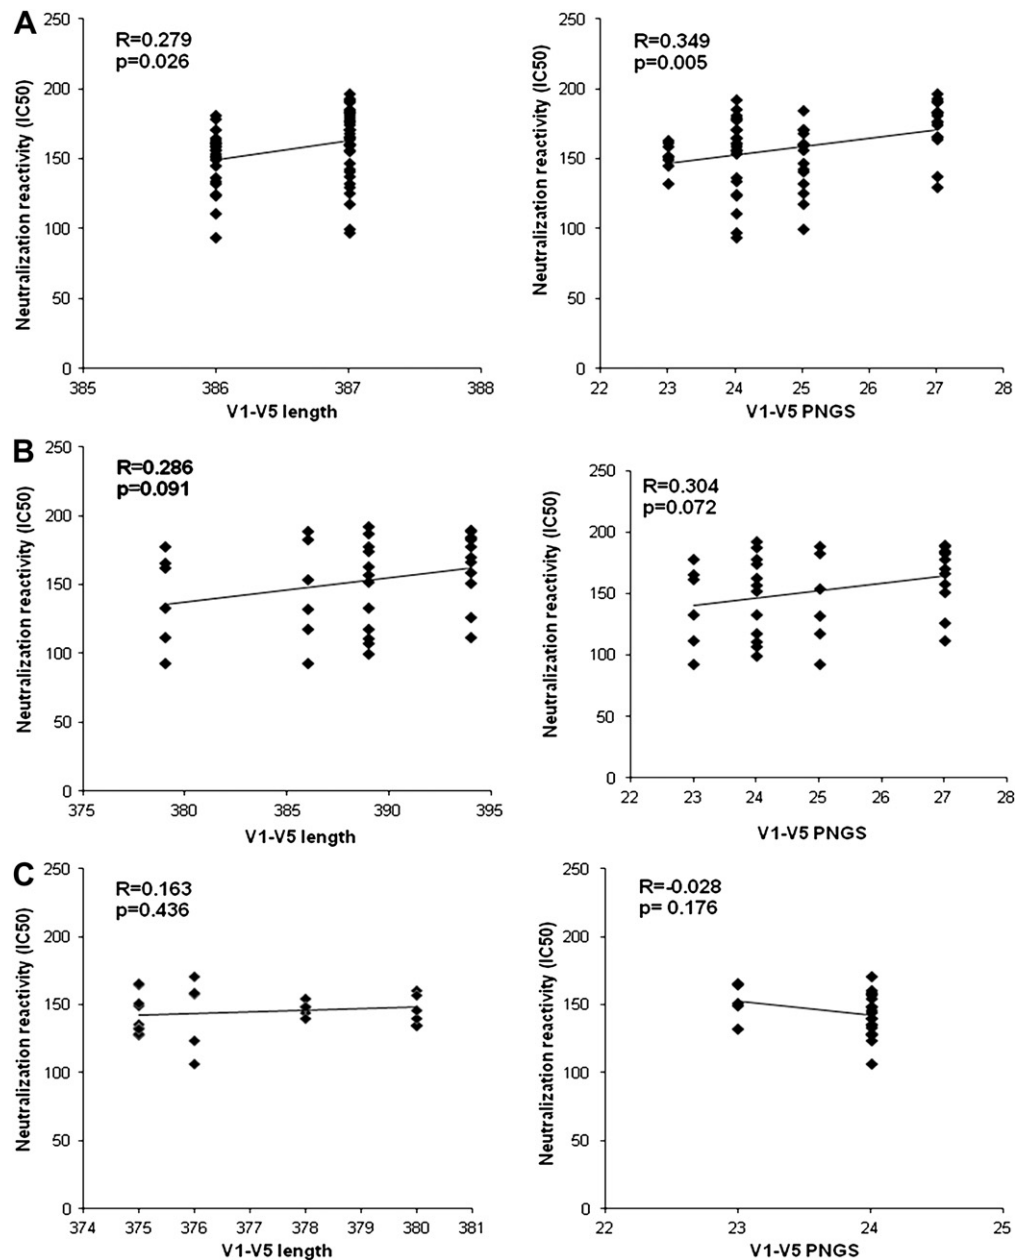 A
R=0.279
p=0.026
Neutralization reactivity (IC50)
250
200
150
100
50
0
385 386 387 388
V1-V5 length
R=0.349
p=0.005
Neutralization reactivity (IC50)
250
200
150
100
50
0
22 23 24 25 26 27 28
V1-V5 PNGS
B
R=0.286
p=0.091
Neutralization reactivity (IC50)
250
200
150
100
50
0
375 380 385 390 395
V1-V5 length
R=0.304
p=0.072
Neutralization reactivity (IC50)
250
200
150
100
50
0
22 23 24 25 26 27 28
V1-V5 PNGS
C
R=0.163
p=0.436
Neutralization reactivity (IC50)
250
200
150
100
50
0
374 375 376 377 378 379 380 381
V1-V5 length
R=-0.028
p= 0.176
Neutralization reactivity (IC50)
250
200
150
100
50
0
22 23 24 25
V1-V5 PNGS